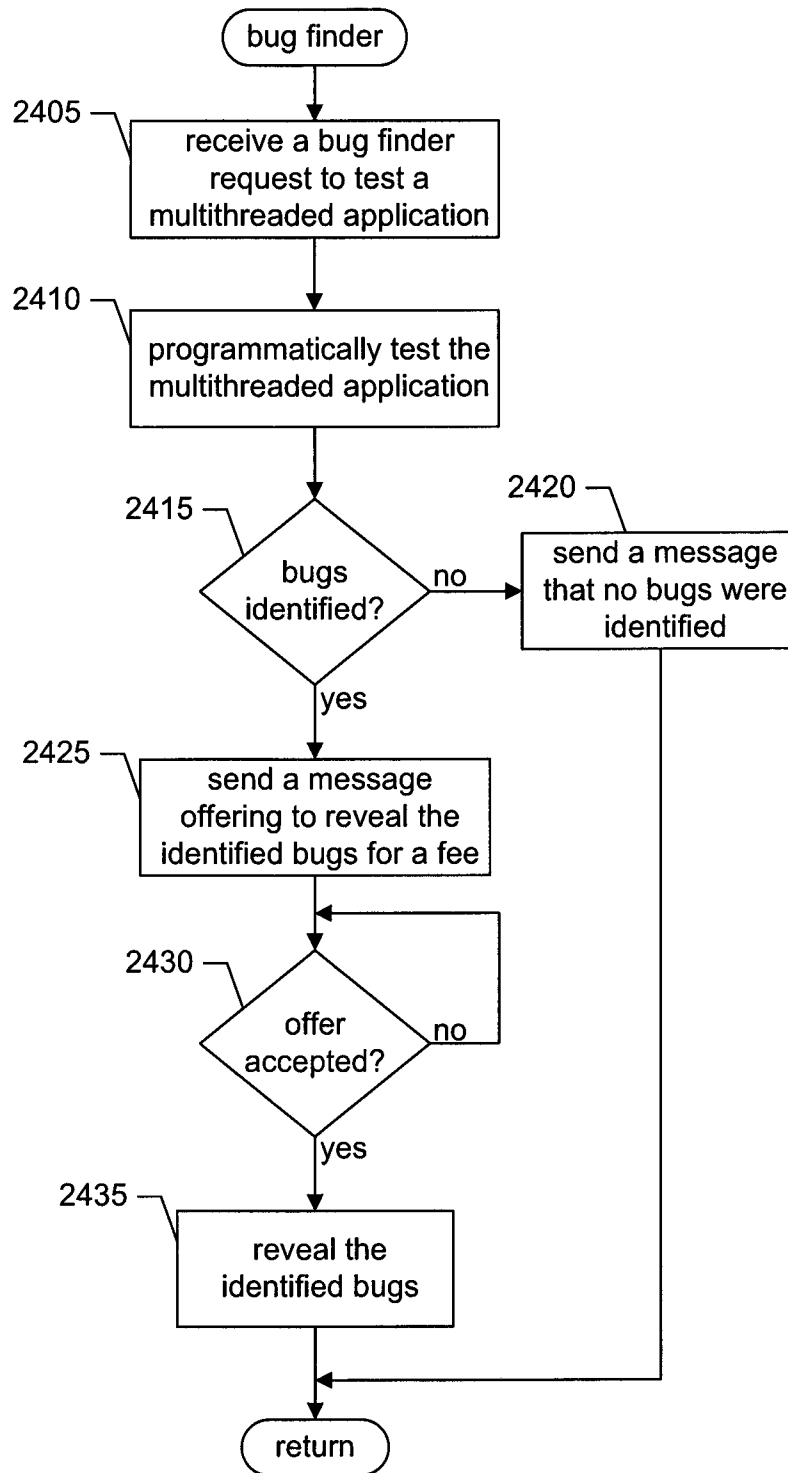 bug finder
2405
receive a bug finder
request to test a
multithreaded application
2410
programmatically test the
multithreaded application
2415
bugs
identified?
no
yes
2420
send a message
that no bugs were
identified
2425
send a message
offering to reveal the
identified bugs for a fee
2430
offer
accepted?
no
yes
2435
reveal the
identified bugs
return